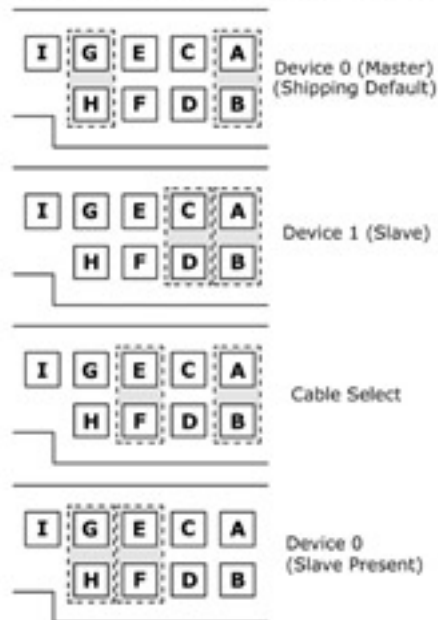 I G E C A
H F D B
Device 0 (Master)
(Shipping Default)
I G E C A
H F D B
Device 1 (Slave)
I G E C A
H F D B
Cable Select
I G E C A
H F D B
Device 0
(Slave Present)